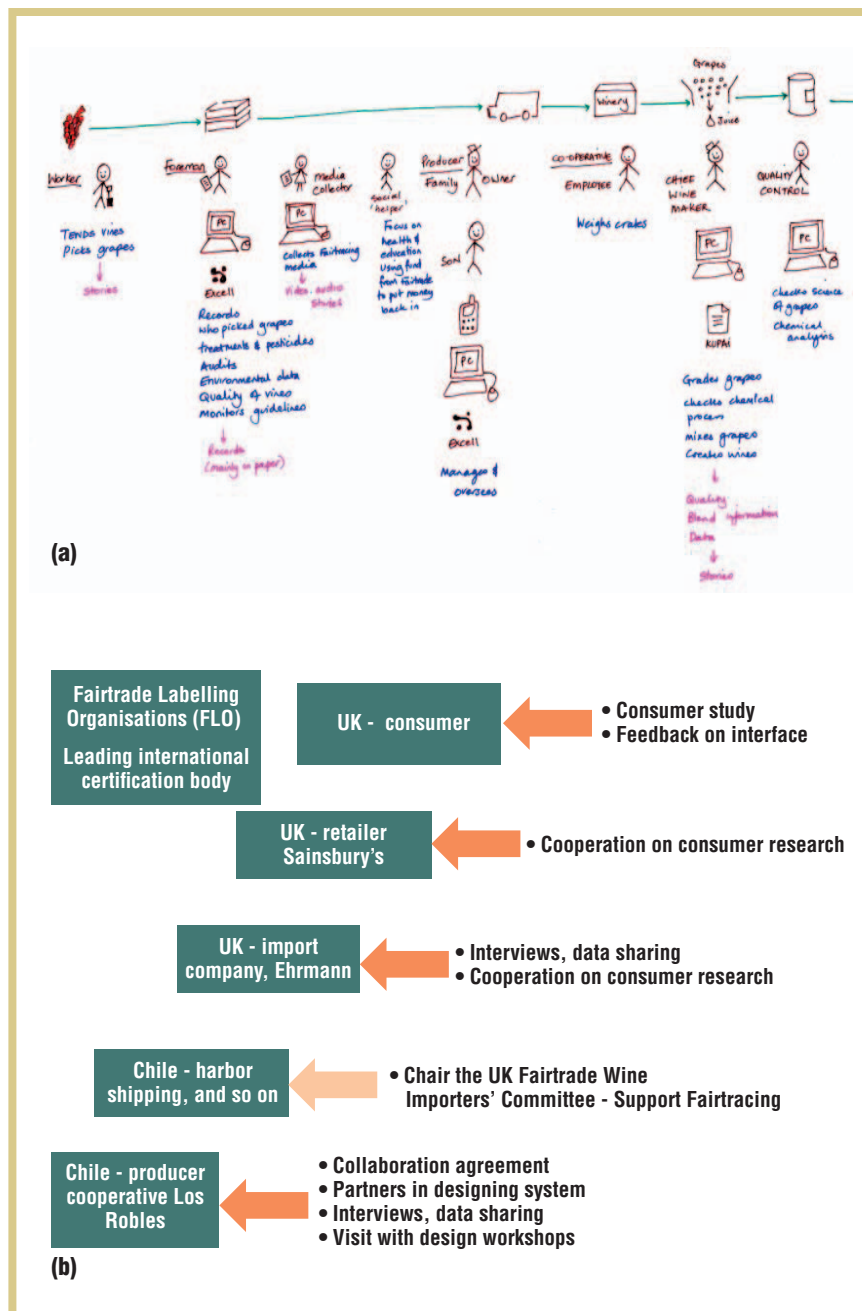 Grapes
Winery
Juice
Worker
Foreman
media
collector
social
'helper'
Producer
Family
OWNER
CO-OPERATIVE
EMPLOYEE
CHIEF
WINE
MAKER
QUALITY
CONTROL
TENDS vines
Picks grapes
Stories
PC
Excell
Records
who picked grapes
treatments & pesticides
Audits
Environmental data
Quality of vines
Monitors guidelines
Records
(mainly on paper)
PC
collects Fairtracing
media
Video, audio
Focus on
health &
education
using fund
from Fairtrade
to put money
back in
SON
PC
Excell
Manages &
oversees
Weighs crates
PC
Grades grapes
checks chemical
process
mixes grapes
Creates wines
Quality
Blend information
Data
Stories
PC
checks science
of grapes
chemical
analysis
(a)
Fairtrade Labelling
Organisations (FLO)
Leading international
certification body
UK - consumer
• Consumer study
• Feedback on interface
UK - retailer
Sainsbury's
• Cooperation on consumer research
UK - import
company, Ehrmann
• Interviews, data sharing
• Cooperation on consumer research
Chile - harbor
shipping, and so on
• Chair the UK Fairtrade Wine
Importers' Committee - Support Fairtracing
Chile - producer
cooperative Los
Robles
• Collaboration agreement
• Partners in designing system
• Interviews, data sharing
• Visit with design workshops
(b)